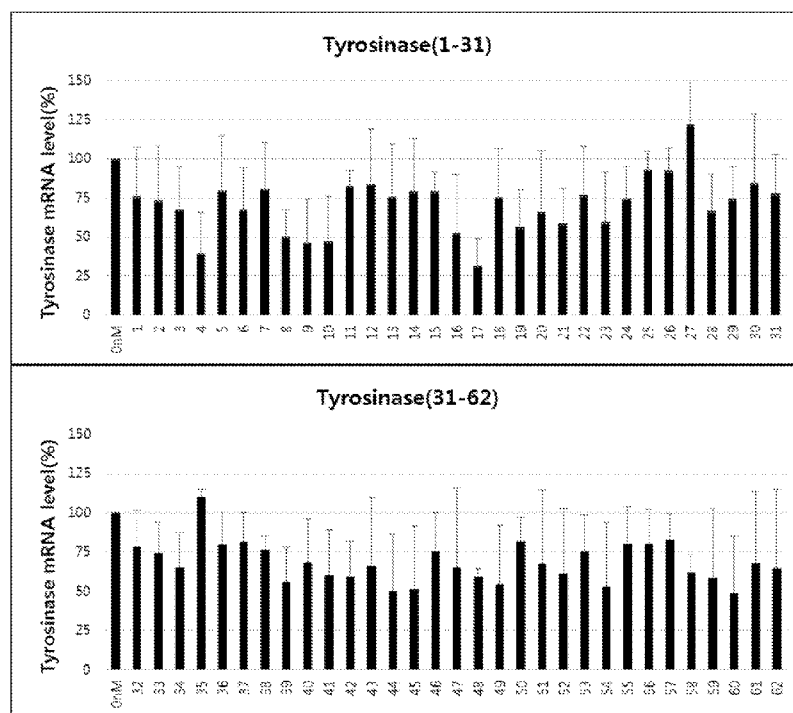 Tyrosinase(1-31)
Tyrosinase mRNA level(%)
150
125
100
75
50
25
0
0nM 1 2 3 4 5 6 7 8 9 10 11 12 13 14 15 16 17 18 19 20 21 22 23 24 25 26 27 28 29 30 31
Tyrosinase(31-62)
Tyrosinase mRNA level(%)
150
125
100
75
50
25
0
0nM 32 33 34 35 36 37 38 39 40 41 42 43 44 45 46 47 48 49 50 51 52 53 54 55 56 57 58 59 60 61 62